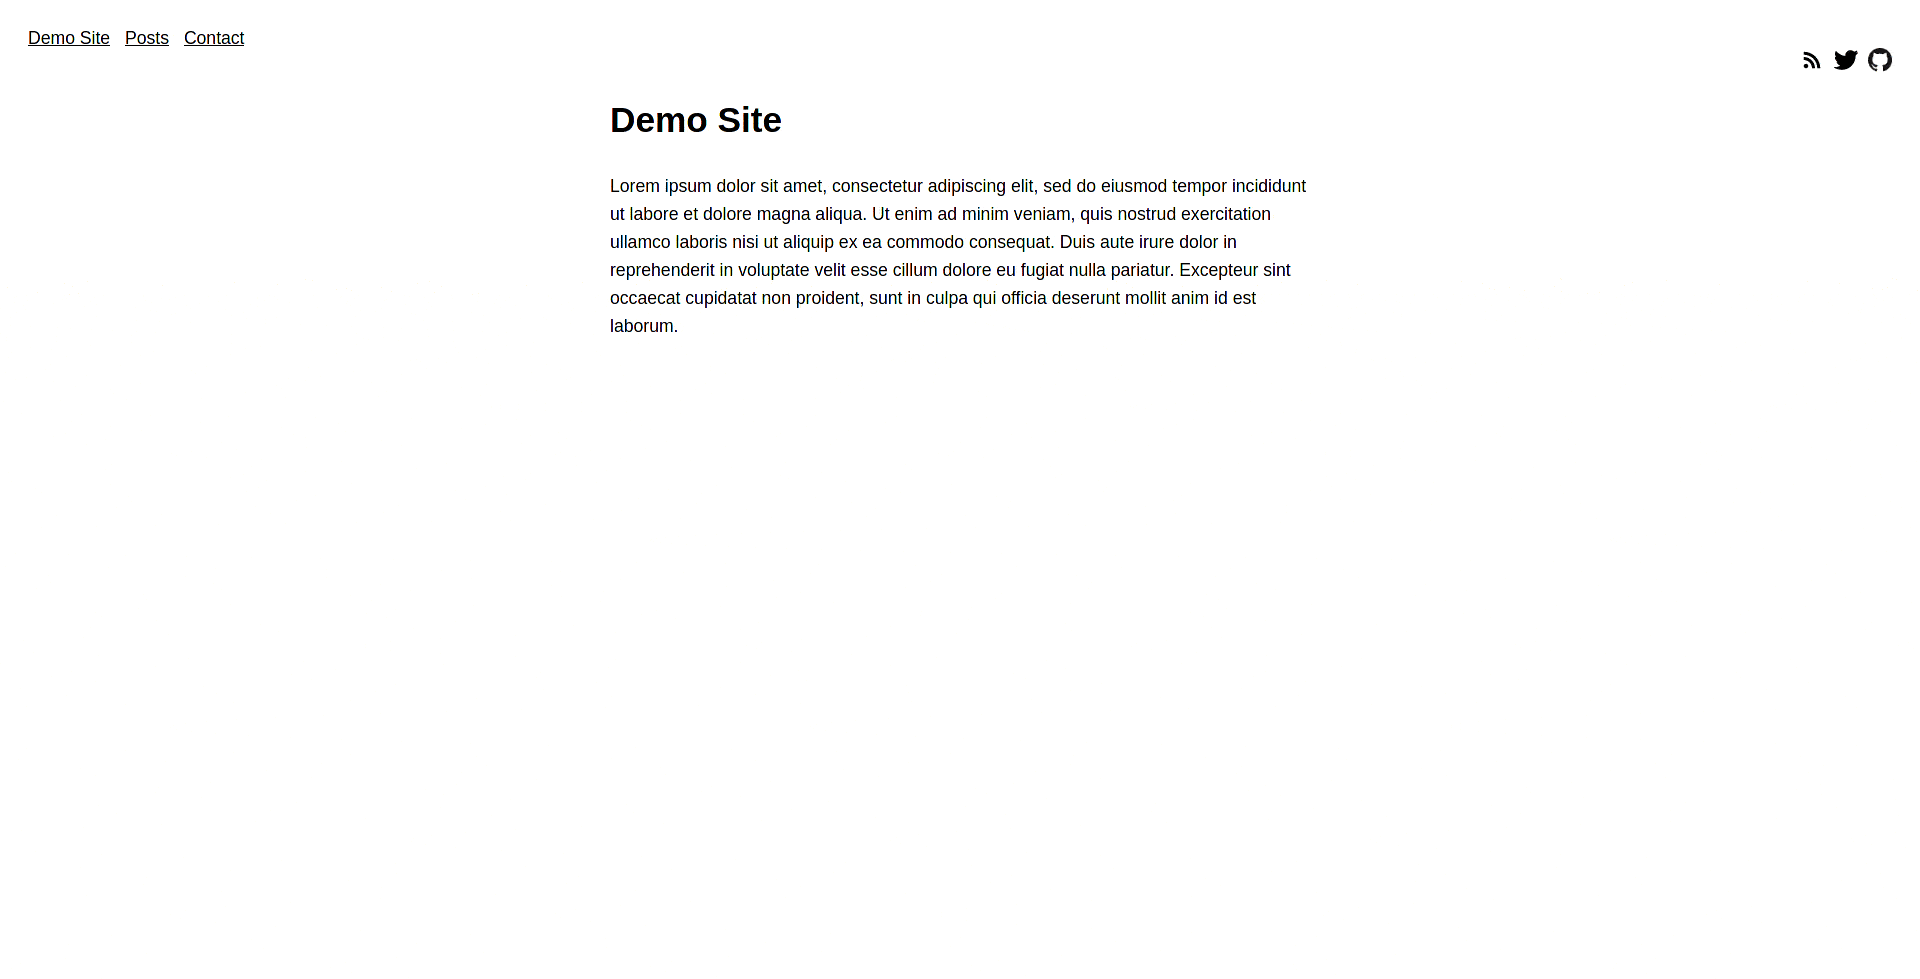 Demo Site Posts Contact
Demo Site
Lorem ipsum dolor sit amet, consectetur adipiscing elit, sed do eiusmod tempor incididunt
ut labore et dolore magna aliqua. Ut enim ad minim veniam, quis nostrud exercitation
ullamco laboris nisi ut aliquip ex ea commodo consequat. Duis aute irure dolor in
reprehenderit in voluptate velit esse cillum dolore eu fugiat nulla pariatur. Excepteur sint
occaecat cupidatat non proident, sunt in culpa qui officia deserunt mollit anim id est
laborum.